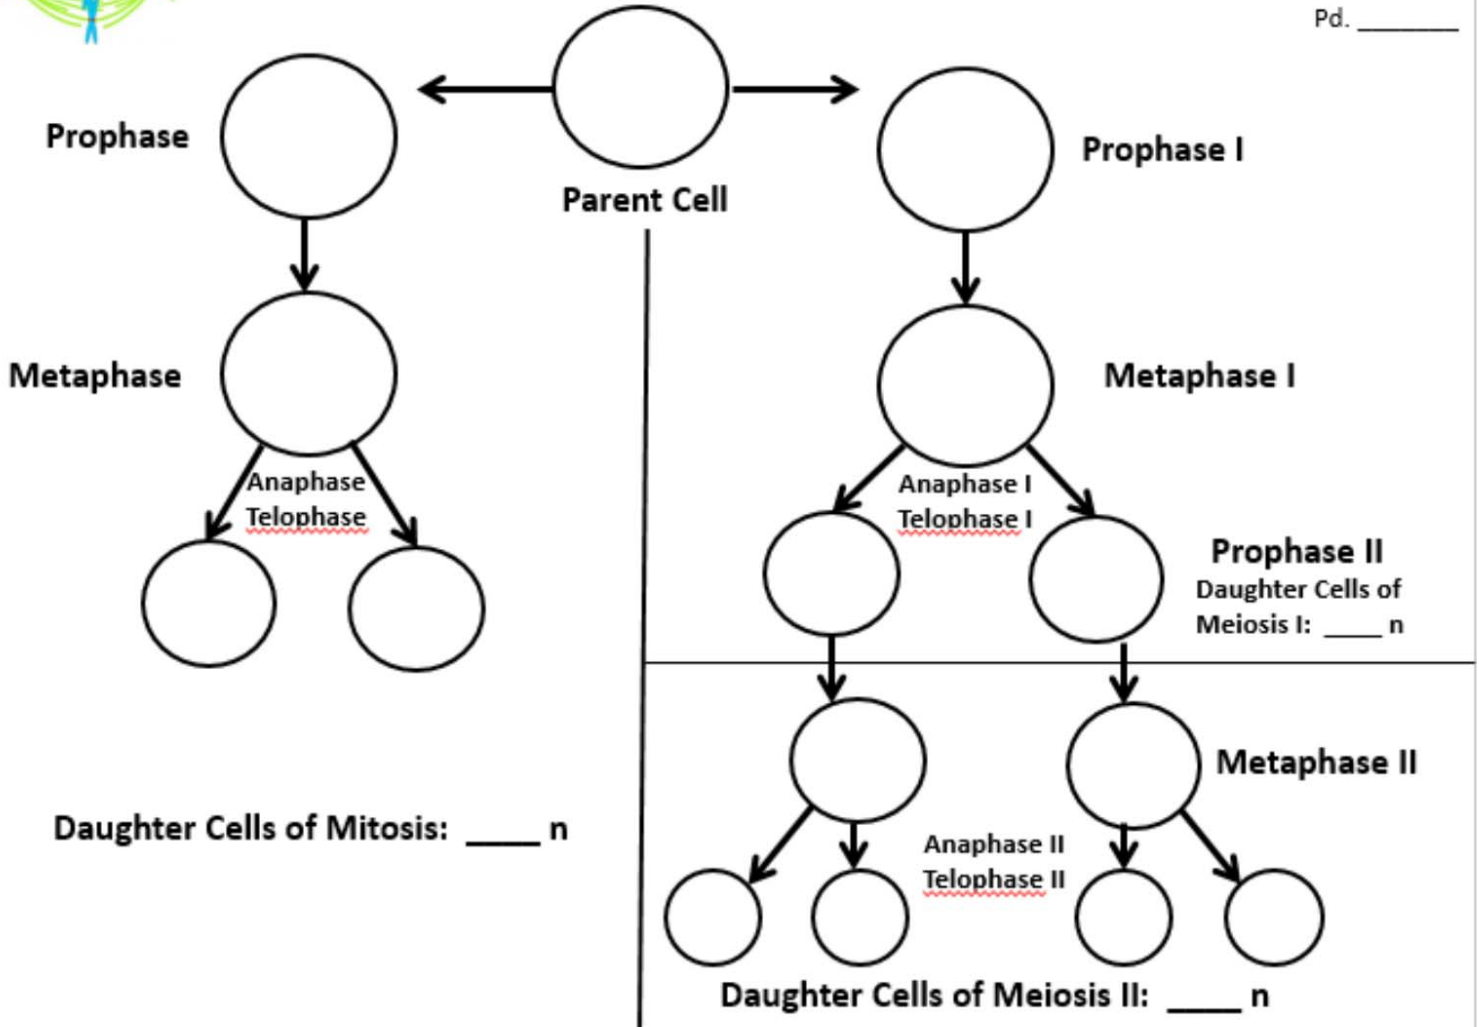 Pd. _______
Parent Cell
Prophase
Metaphase
Anaphase
Telophase
Daughter Cells of Mitosis: ____ n
Prophase I
Metaphase I
Anaphase I
Telophase I
Prophase II
Daughter Cells of
Meiosis I: ____ n
Metaphase II
Anaphase II
Telophase II
Daughter Cells of Meiosis II: ____ n